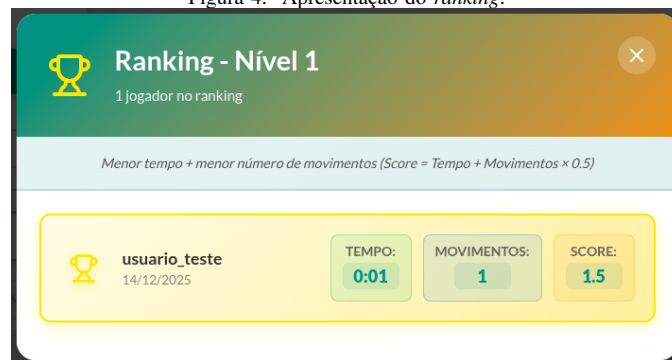 Figura 4. Apresentação do ranking.
Ranking - Nível 1
1 jogador no ranking
Menor tempo + menor número de movimentos (Score = Tempo + Movimentos × 0.5)
usuario_teste
14/12/2025
TEMPO:
0:01
MOVIMENTOS:
1
SCORE:
1.5